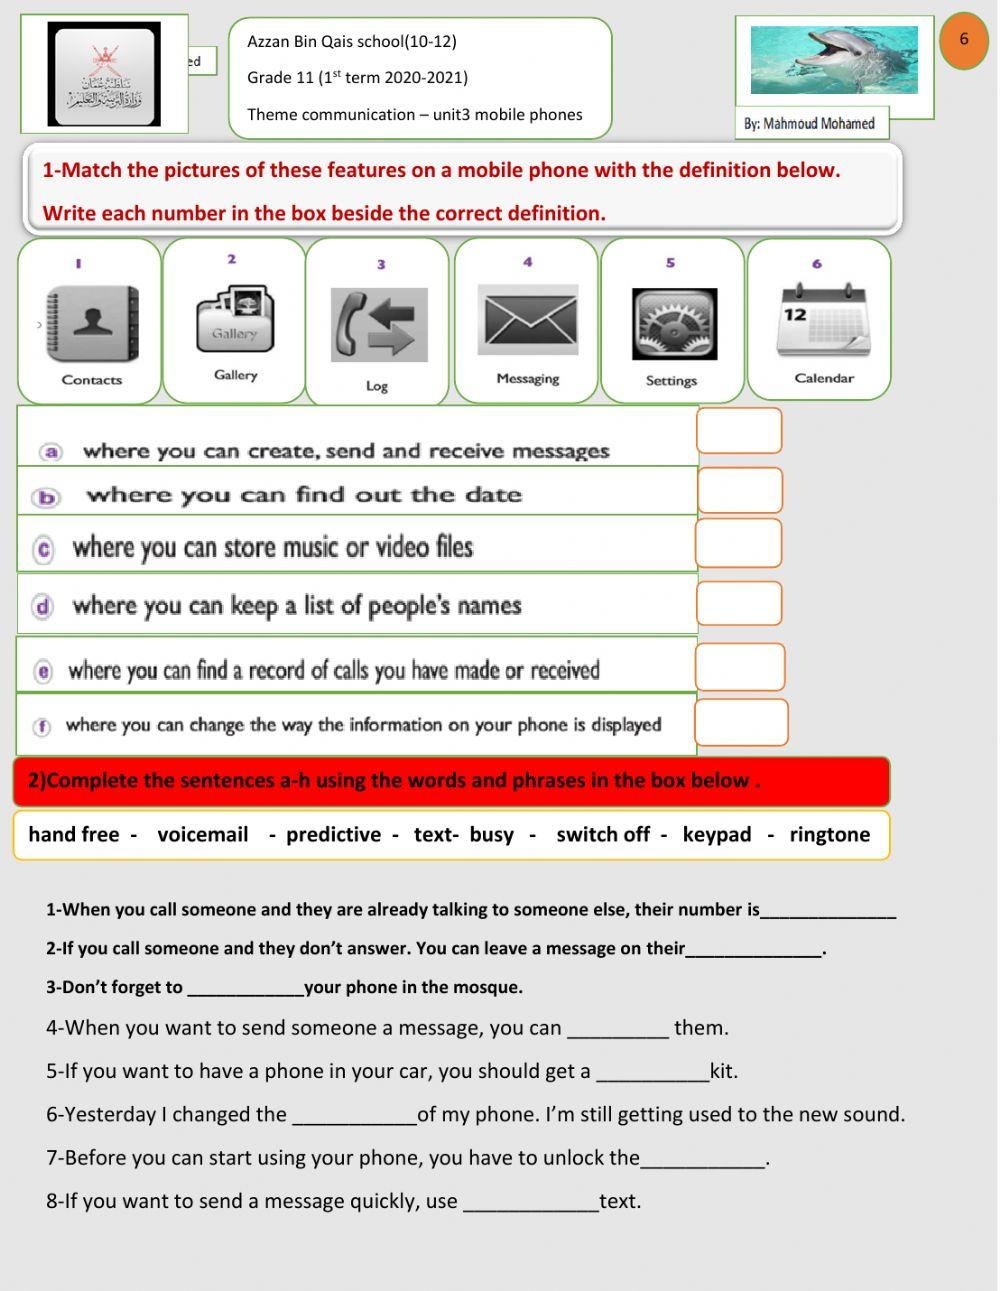 سَلطنَة عُمان
وَزارَة التربيَة والتعليم
ed
Azzan Bin Qais school(10-12)
Grade 11 (1st term 2020-2021)
Theme communication – unit3 mobile phones
By: Mahmoud Mohamed
6
1-Match the pictures of these features on a mobile phone with the definition below.
Write each number in the box beside the correct definition.
1
Contacts
2
Gallery
Gallery
3
Log
4
Messaging
5
Settings
6
12
Calendar
a where you can create, send and receive messages
b where you can find out the date
c where you can store music or video files
d where you can keep a list of people's names
e where you can find a record of calls you have made or received
f where you can change the way the information on your phone is displayed
2)Complete the sentences a-h using the words and phrases in the box below .
hand free - voicemail - predictive - text- busy - switch off - keypad - ringtone
1-When you call someone and they are already talking to someone else, their number is______________
2-If you call someone and they don’t answer. You can leave a message on their______________.
3-Don’t forget to ____________your phone in the mosque.
4-When you want to send someone a message, you can _________ them.
5-If you want to have a phone in your car, you should get a __________kit.
6-Yesterday I changed the ___________of my phone. I’m still getting used to the new sound.
7-Before you can start using your phone, you have to unlock the___________.
8-If you want to send a message quickly, use ____________text.